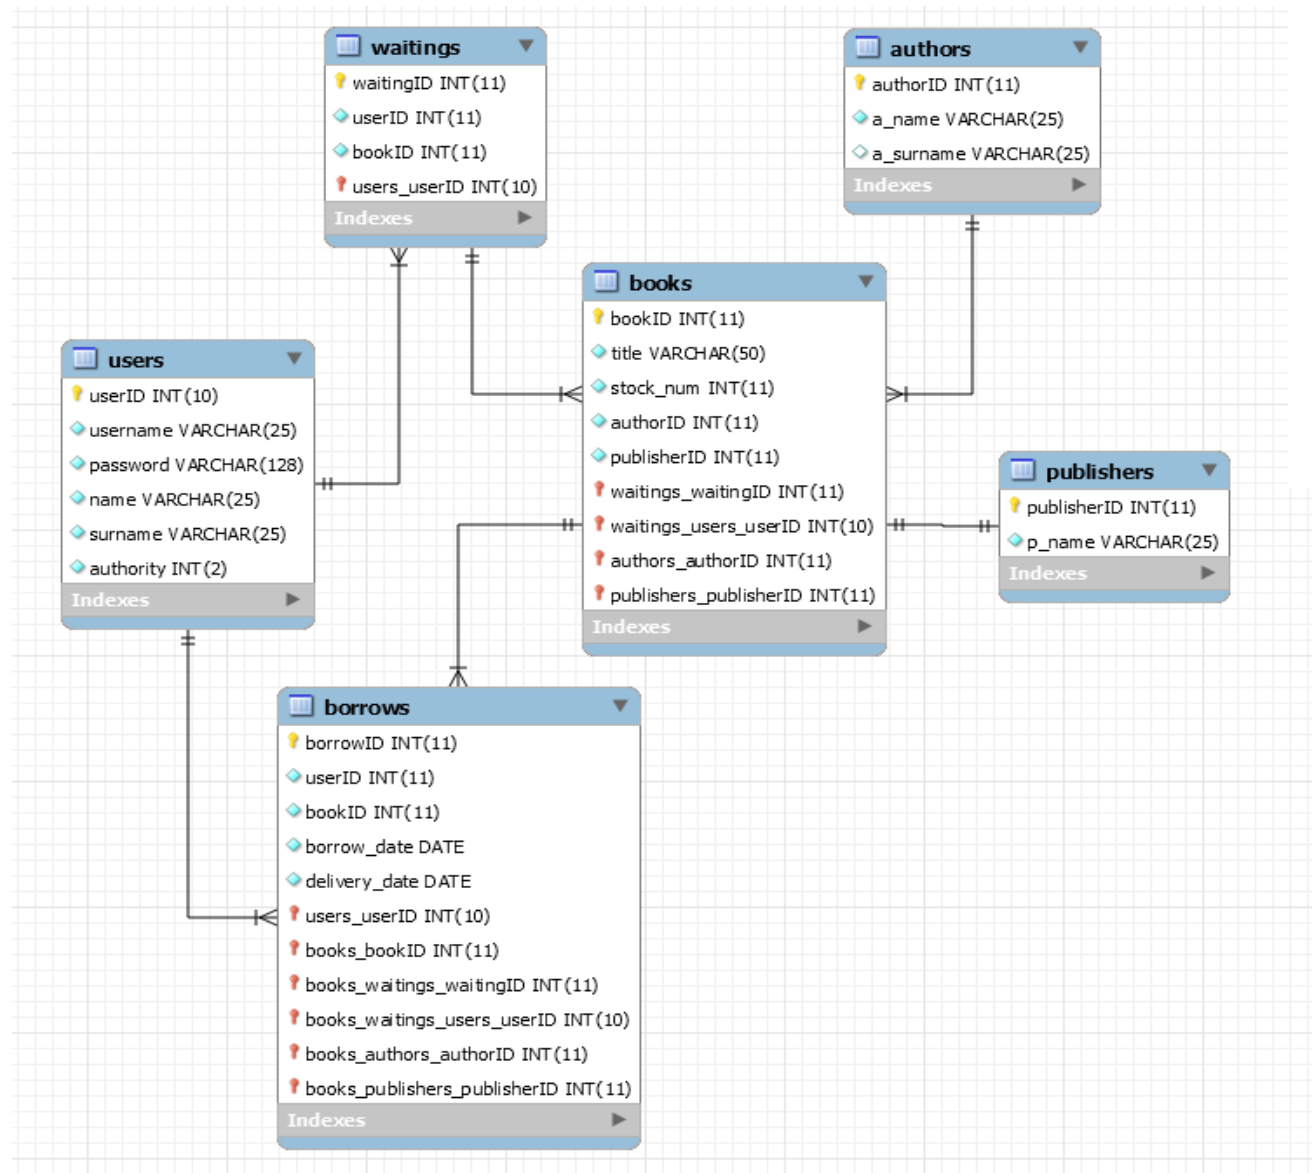 waitings
waitingID INT(11)
userID INT(11)
bookID INT(11)
users_userID INT(10)
Indexes
authors
authorID INT(11)
a_name VARCHAR(25)
a_surname VARCHAR(25)
Indexes
books
bookID INT(11)
title VARCHAR(50)
stock_num INT(11)
authorID INT(11)
publisherID INT(11)
waitings_waitingID INT(11)
waitings_users_userID INT(10)
authors_authorID INT(11)
publishers_publisherID INT(11)
Indexes
users
userID INT(10)
username VARCHAR(25)
password VARCHAR(128)
name VARCHAR(25)
surname VARCHAR(25)
authority INT(2)
Indexes
publishers
publisherID INT(11)
p_name VARCHAR(25)
Indexes
borrows
borrowID INT(11)
userID INT(11)
bookID INT(11)
borrow_date DATE
delivery_date DATE
users_userID INT(10)
books_bookID INT(11)
books_waitings_waitingID INT(11)
books_waitings_users_userID INT(10)
books_authors_authorID INT(11)
books_publishers_publisherID INT(11)
Indexes